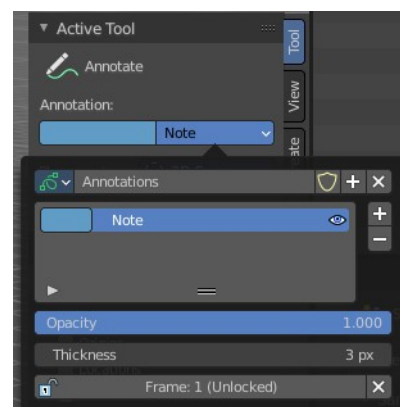 Active Tool
Tool
Annotate
View
Annotation:
Note
Annotations
Note
Opacity 1.000
Thickness 3 px
Frame: 1 (Unlocked)